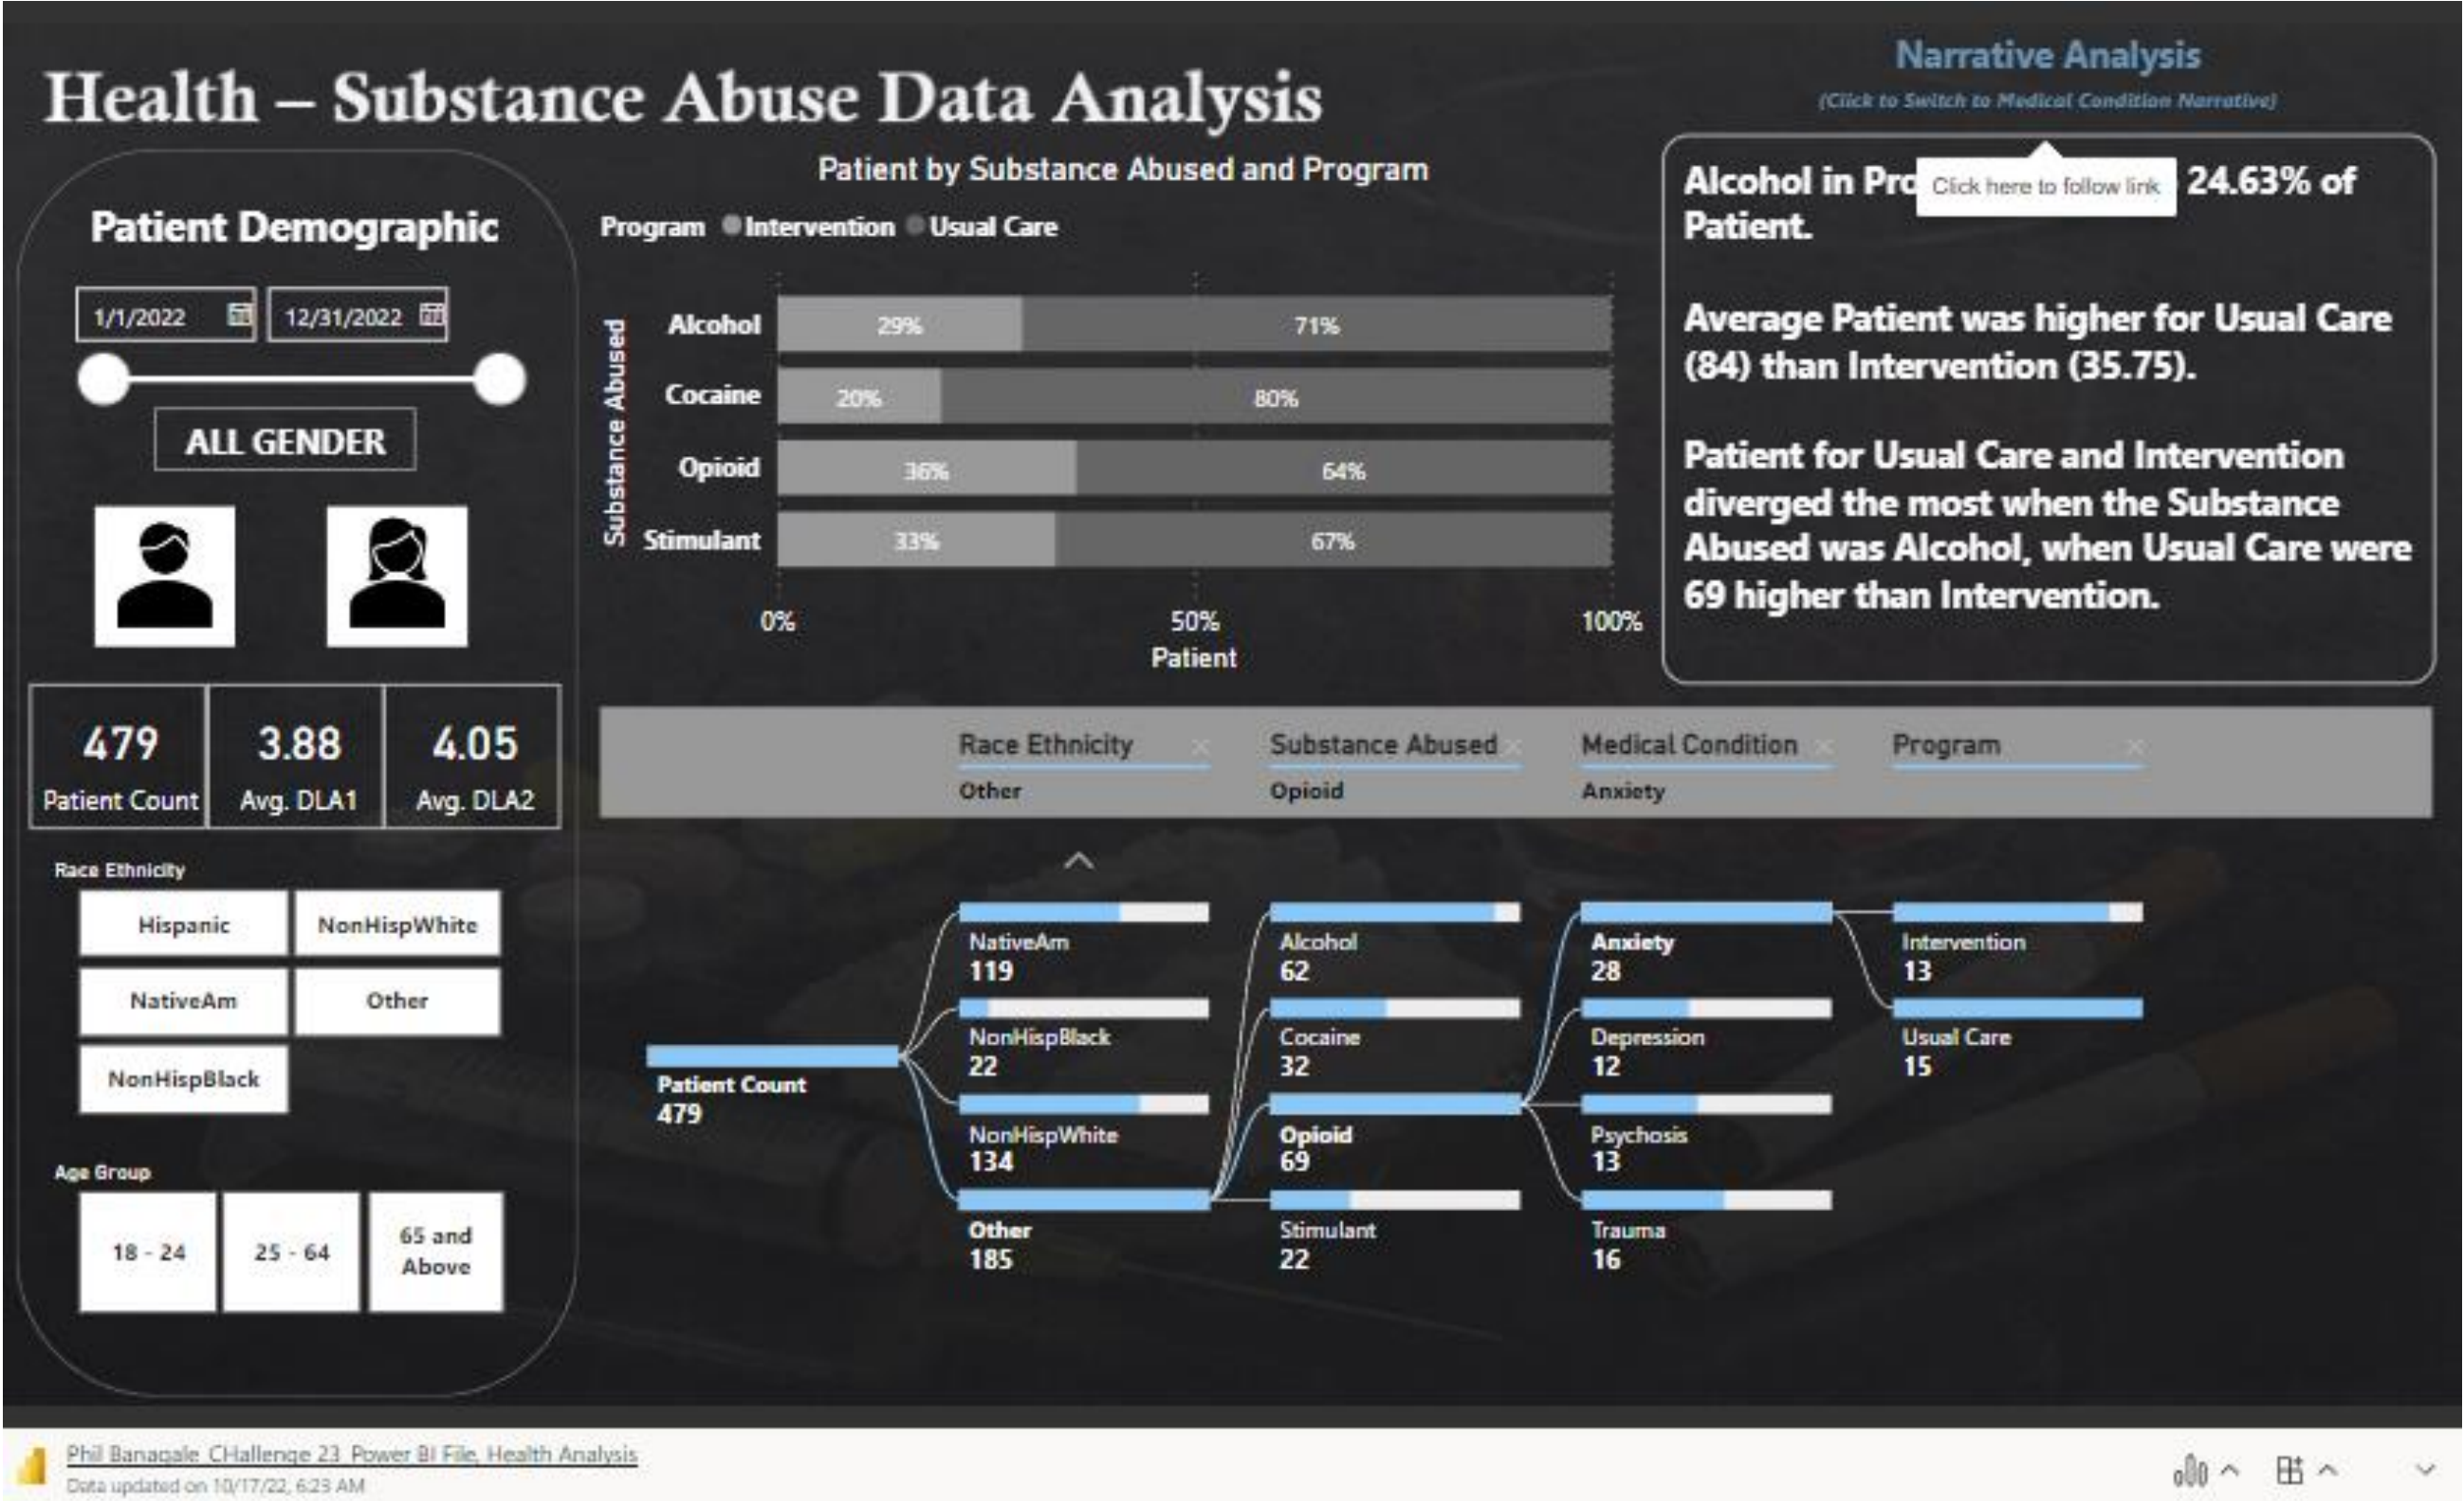 Health – Substance Abuse Data Analysis
Narrative Analysis
(Click to Switch to Medical Condition Narrative)
Patient Demographic
1/1/2022
12/31/2022
ALL GENDER
479
Patient Count
3.88
Avg. DLA1
4.05
Avg. DLA2
Race Ethnicity
Hispanic
NonHispWhite
NativeAm
Other
NonHispBlack
Age Group
18 - 24
25 - 64
65 and
Above
Patient by Substance Abused and Program
Program Intervention Usual Care
Substance Abused
Alcohol 29% 71%
Cocaine 20% 80%
Opioid 36% 64%
Stimulant 33% 67%
0% 50% 100%
Patient
Alcohol in 24.63% of
Click here to follow link
Patient.
Average Patient was higher for Usual Care
(84) than Intervention (35.75).
Patient for Usual Care and Intervention
diverged the most when the Substance
Abused was Alcohol, when Usual Care were
69 higher than Intervention.
Race Ethnicity
Other
Substance Abused
Opioid
Medical Condition
Anxiety
Program
Patient Count
479
NativeAm
119
NonHispBlack
22
NonHispWhite
134
Other
185
Alcohol
62
Cocaine
32
Opioid
69
Stimulant
22
Anxiety
28
Depression
12
Psychosis
13
Trauma
16
Intervention
13
Usual Care
15
Phil Banagale CHallenge 23 Power BI File, Health Analysis
Data updated on 10/17/22, 6:23 AM